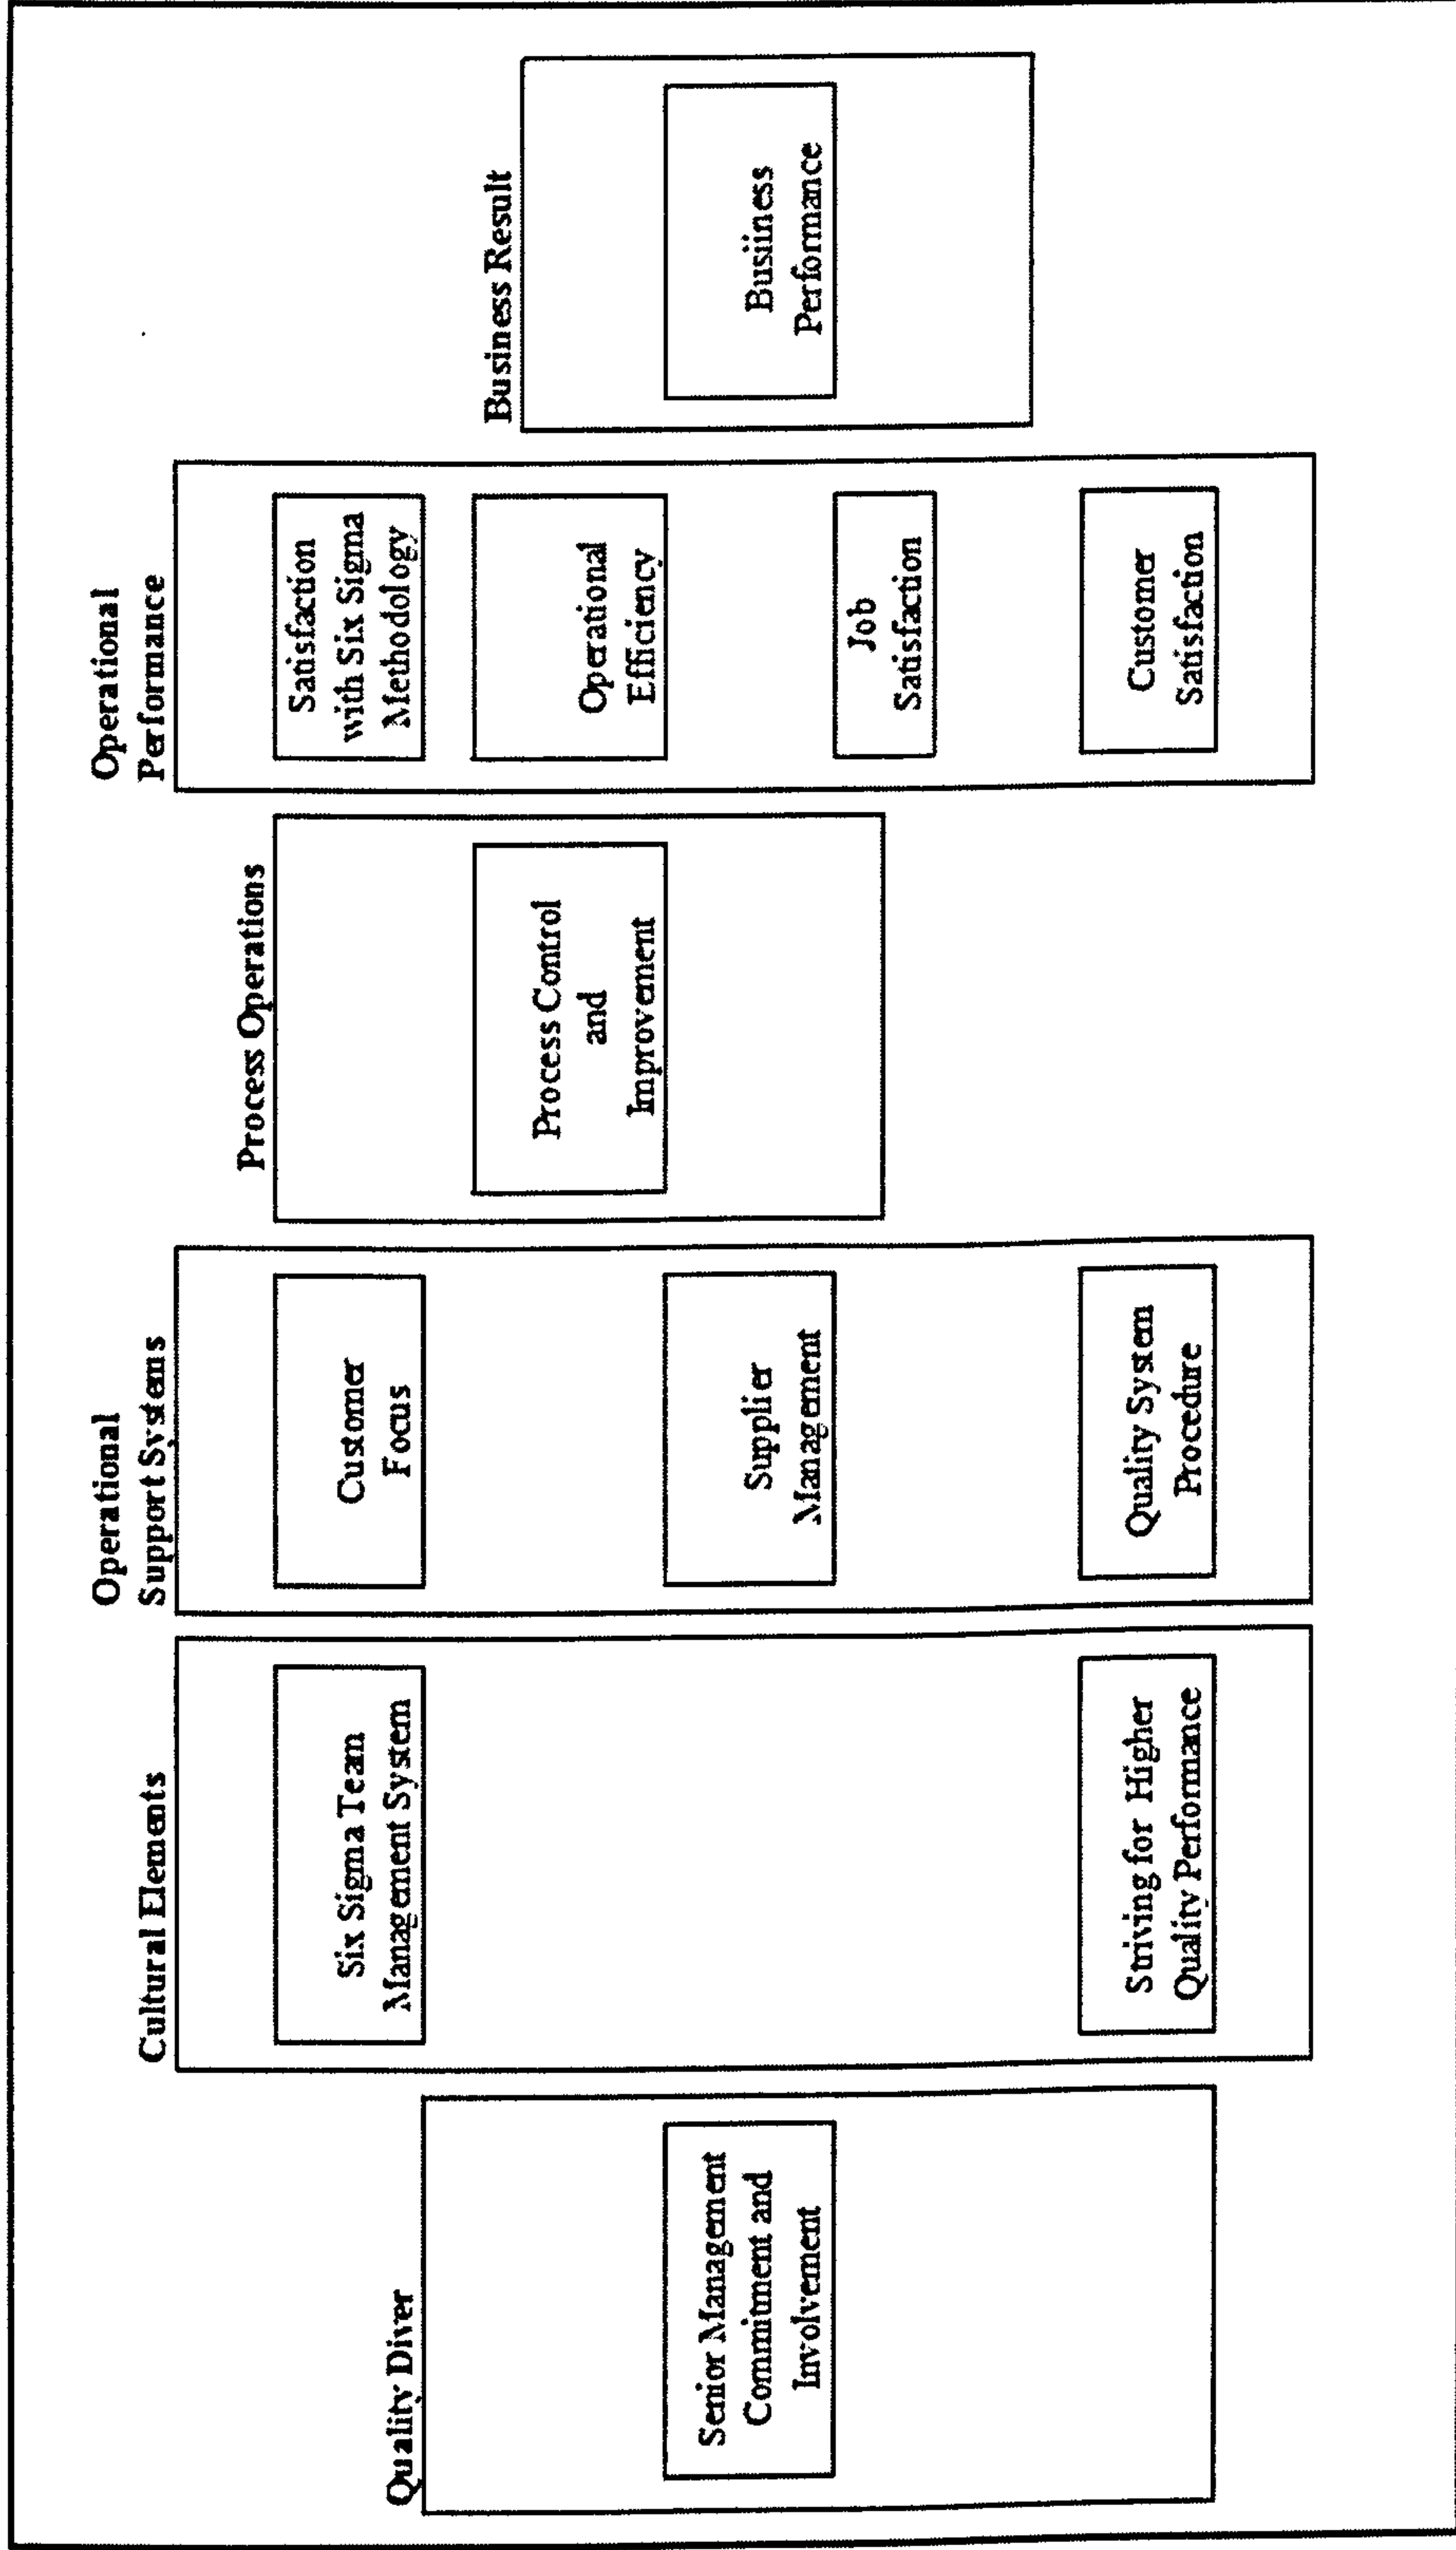 Quality Diver
Senior Management
Commitment and
Involvement
Cultural Elements
Six Sigma Team
Management System
Striving for Higher
Quality Performance
Operational
Support Systems
Customer
Focus
Supplier
Management
Quality System
Procedure
Process Operations
Process Control
and
Improvement
Operational
Performance
Satisfaction
with Six Sigma
Methodology
Operational
Efficiency
Job
Satisfaction
Customer
Satisfaction
Business Result
Busiiness
Performance